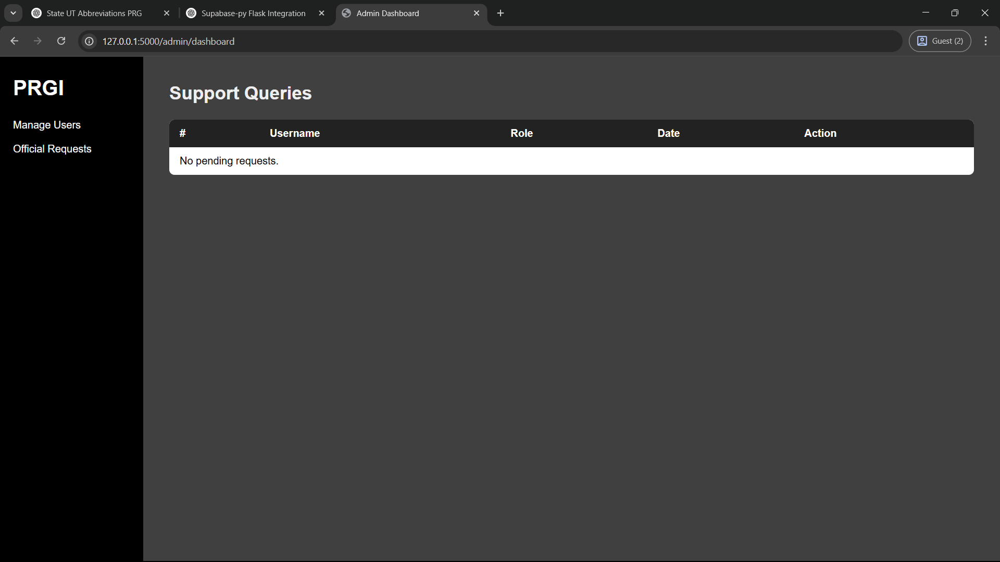 State UT Abbreviations PRG
Supabase-py Flask Integration
Admin Dashboard
127.0.0.1:5000/admin/dashboard
Guest (2)
PRGI
Manage Users
Official Requests
Support Queries
# Username Role Date Action
No pending requests.